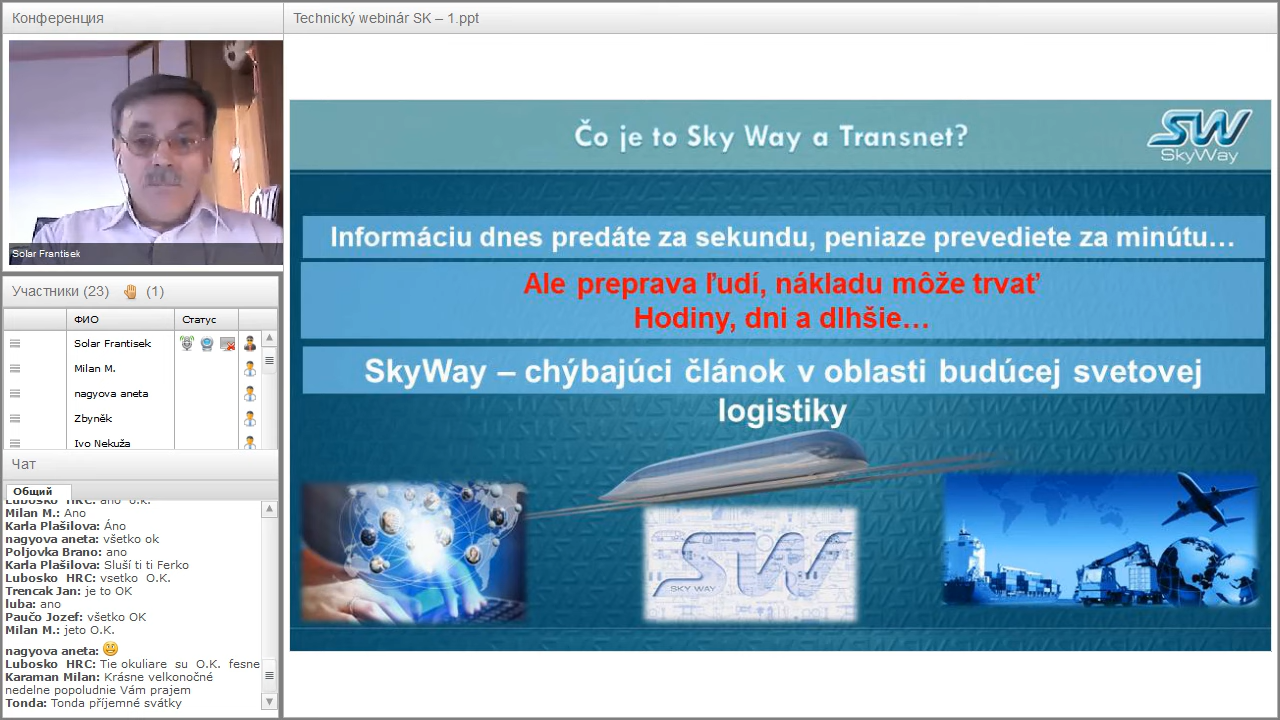 Конференция
Technický webinár SK – 1.ppt
Solar Frantisek
Участники (23) (1)
ФИО Статус
Solar Frantisek
Milan M.
nagyova aneta
Zbyněk
Ivo Nekuža
Чат
Общий
Lubosko HRC: áno o.k.
Milan M.: Ano
Karla Plašilova: Áno
nagyova aneta: všetko ok
Poljovka Brano: ano
Karla Plašilova: Sluší ti ti Ferko
Lubosko HRC: vsetko O.K.
Trencak Jan: je to OK
luba: ano
Paučo Jozef: všetko OK
Milan M.: jeto O.K.
nagyova aneta:
Lubosko HRC: Tie okuliare su O.K. fesne
Karaman Milan: Krásne velkonočné
nedelne popoludnie Vám prajem
Tonda: Tonda příjemné svátky
Čo je to Sky Way a Transnet?
SW
SkyWay
Informáciu dnes predáte za sekundu, peniaze prevediete za minútu…
Ale preprava ľudí, nákladu môže trvať
Hodiny, dni a dlhšie…
SkyWay – chýbajúci článok v oblasti budúcej svetovej
logistiky
SW
SKY WAY